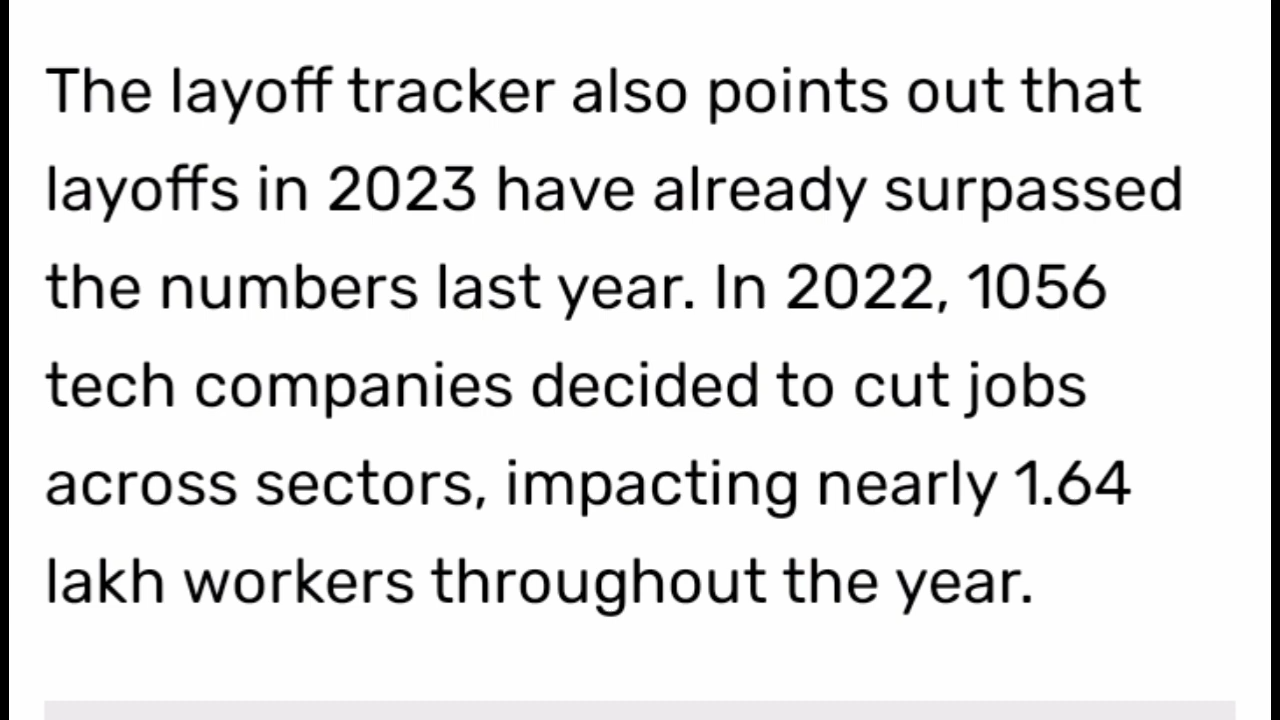 The layoff tracker also points out that
layoffs in 2023 have already surpassed
the numbers last year. In 2022, 1056
tech companies decided to cut jobs
across sectors, impacting nearly 1.64
lakh workers throughout the year.